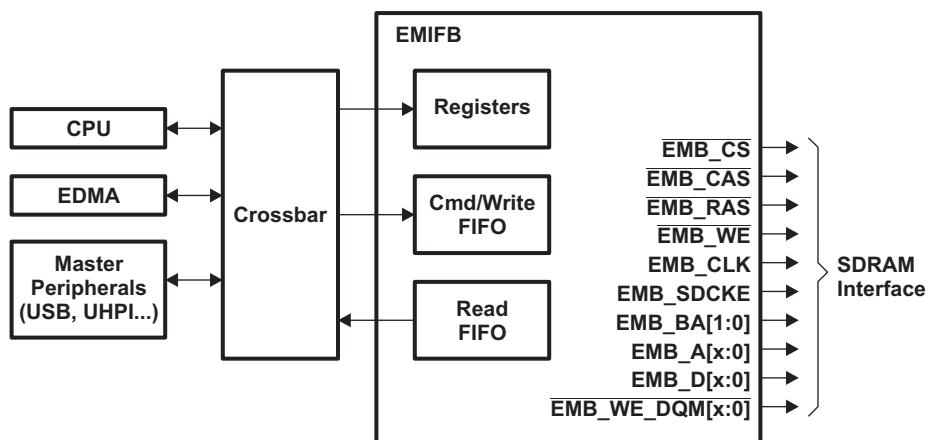 EMIFB
CPU
EDMA
Master
Peripherals
(USB, UHPI...)
Crossbar
Registers
Cmd/Write
FIFO
Read
FIFO
EMB_CS
EMB_CAS
EMB_RAS
EMB_WE
EMB_CLK
EMB_SDCKE
EMB_BA[1:0]
EMB_A[x:0]
EMB_D[x:0]
EMB_WE_DQM[x:0]
SDRAM
Interface